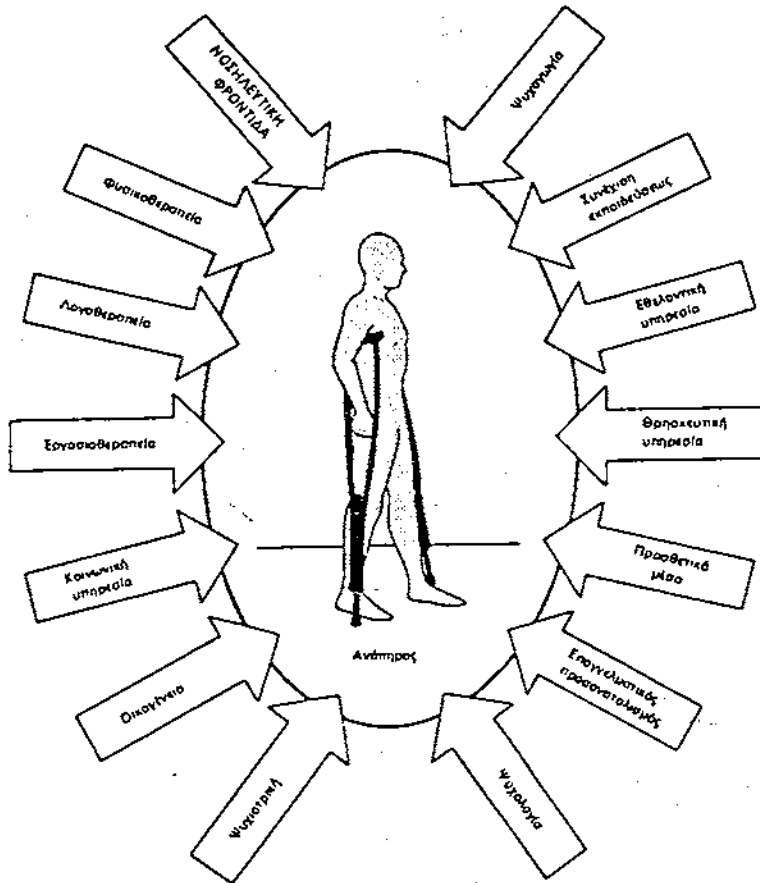 ΝΟΣΗΛΕΥΤΙΚΗ
ΦΡΟΝΤΙΔΑ
Ψυχαγωγία
Φυσικοθεραπεία
Συνέχιση
εκπαιδεύσεως
Λογοθεραπεία
Εθελοντική
υπηρεσία
Εργασιοθεραπεία
Θρησκευτική
υπηρεσία
Κοινωνική
υπηρεσία
Προσθετικά
μέσα
Οικογένεια
Επαγγελματικός
προσανατολισμός
Ψυχιατρική
Ψυχολογία
Ανάπηρος